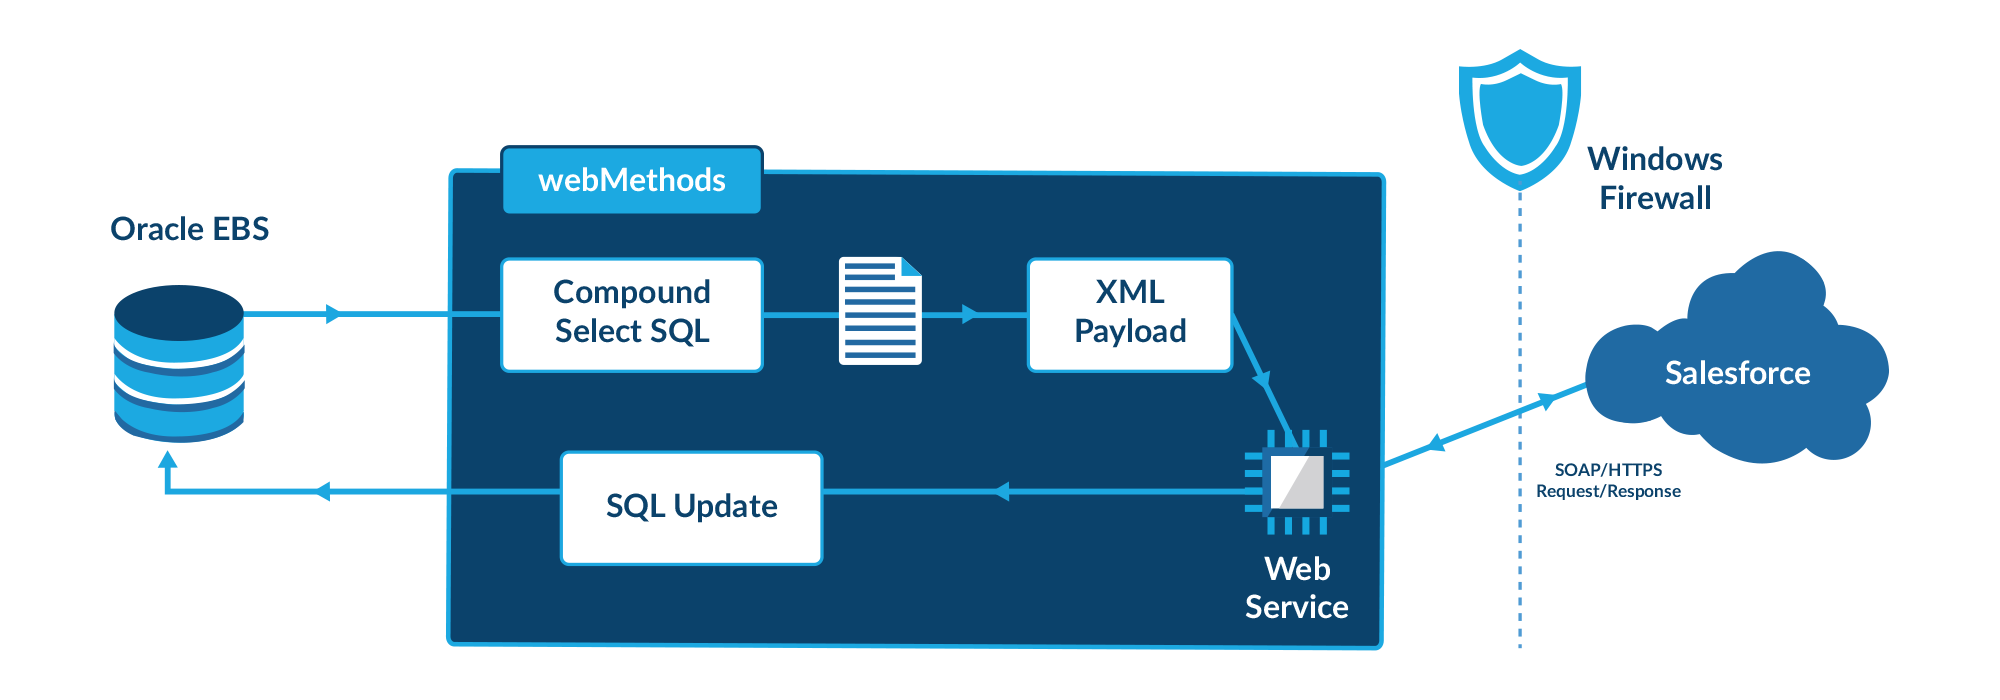 Oracle EBS
webMethods
Compound
Select SQL
XML
Payload
SQL Update
Web
Service
Windows
Firewall
Salesforce
SOAP/HTTPS
Request/Response